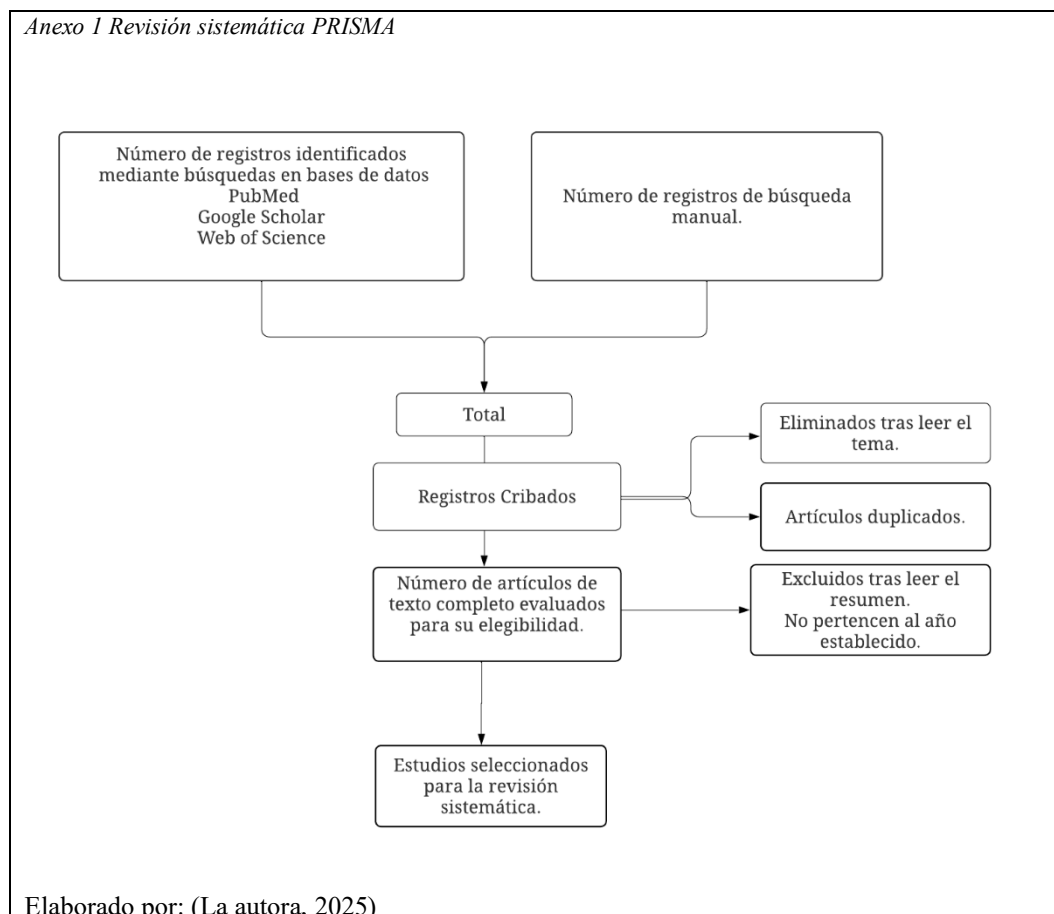 Anexo 1 Revisión sistemática PRISMA
Número de registros identificados
mediante búsquedas en bases de datos
PubMed
Google Scholar
Web of Science
Número de registros de búsqueda
manual.
Total
Eliminados tras leer el
tema.
Registros Cribados
Artículos duplicados.
Número de artículos de
texto completo evaluados
para su elegibilidad.
Excluidos tras leer el
resumen.
No pertencen al año
establecido.
Estudios seleccionados
para la revisión
sistemática.
Elaborado por: (La autora, 2025)